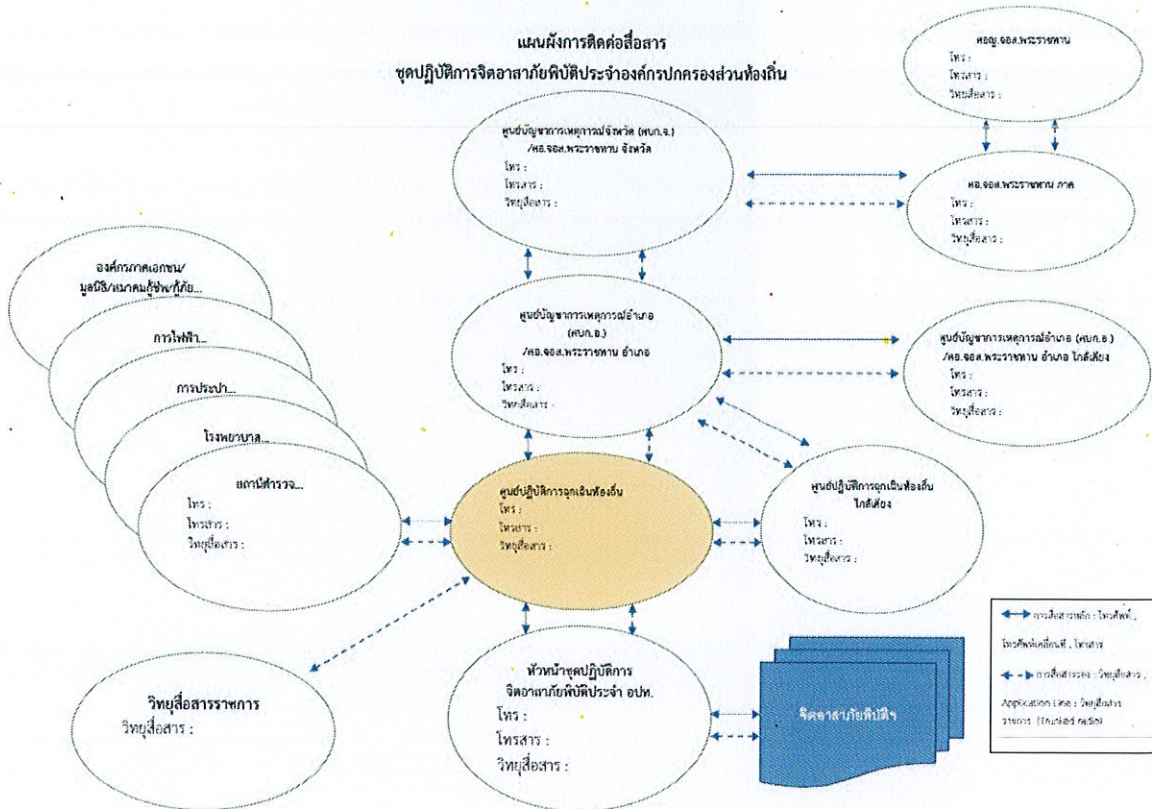 แผนผังการติดต่อสื่อสาร
ชุดปฏิบัติการจิตอาสาภัยพิบัติประจำองค์กรปกครองส่วนท้องถิ่น
ศอญ.จอส.พระราชทาน
โทร :
โทรสาร :
วิทยุสื่อสาร :
ศูนย์บัญชาการเหตุการณ์จังหวัด (ศบก.จ.)
/ศอ.จอส.พระราชทาน จังหวัด
โทร :
โทรสาร :
วิทยุสื่อสาร :
ศอ.จอส.พระราชทาน ภาค
โทร :
โทรสาร :
วิทยุสื่อสาร :
องค์กรภาคเอกชน/
มูลนิธิ/สมาคมกู้ชีพ/กู้ภัย...
การไฟฟ้า...
การประปา...
โรงพยาบาล...
สถานีตำรวจ...
โทร :
โทรสาร :
วิทยุสื่อสาร :
ศูนย์บัญชาการเหตุการณ์อำเภอ
(ศบก.อ.)
/ศอ.จอส.พระราชทาน อำเภอ
โทร :
โทรสาร :
วิทยุสื่อสาร :
ศูนย์บัญชาการเหตุการณ์อำเภอ (ศบก.อ.)
/ศอ.จอส.พระราชทาน อำเภอ ใกล้เคียง
โทร :
โทรสาร :
วิทยุสื่อสาร :
ศูนย์ปฏิบัติการฉุกเฉินท้องถิ่น
โทร :
โทรสาร :
วิทยุสื่อสาร :
ศูนย์ปฏิบัติการฉุกเฉินท้องถิ่น
ใกล้เคียง
โทร :
โทรสาร :
วิทยุสื่อสาร :
วิทยุสื่อสารราชการ
วิทยุสื่อสาร :
หัวหน้าชุดปฏิบัติการ
จิตอาสาภัยพิบัติประจำ อปท.
โทร :
โทรสาร :
วิทยุสื่อสาร :
จิตอาสาภัยพิบัติฯ
การสื่อสารหลัก : โทรศัพท์ ,
โทรศัพท์เคลื่อนที่ , โทรสาร
การสื่อสารรอง : วิทยุสื่อสาร ,
Application Line : วิทยุสื่อสาร
ราชการ (Trunked radio)